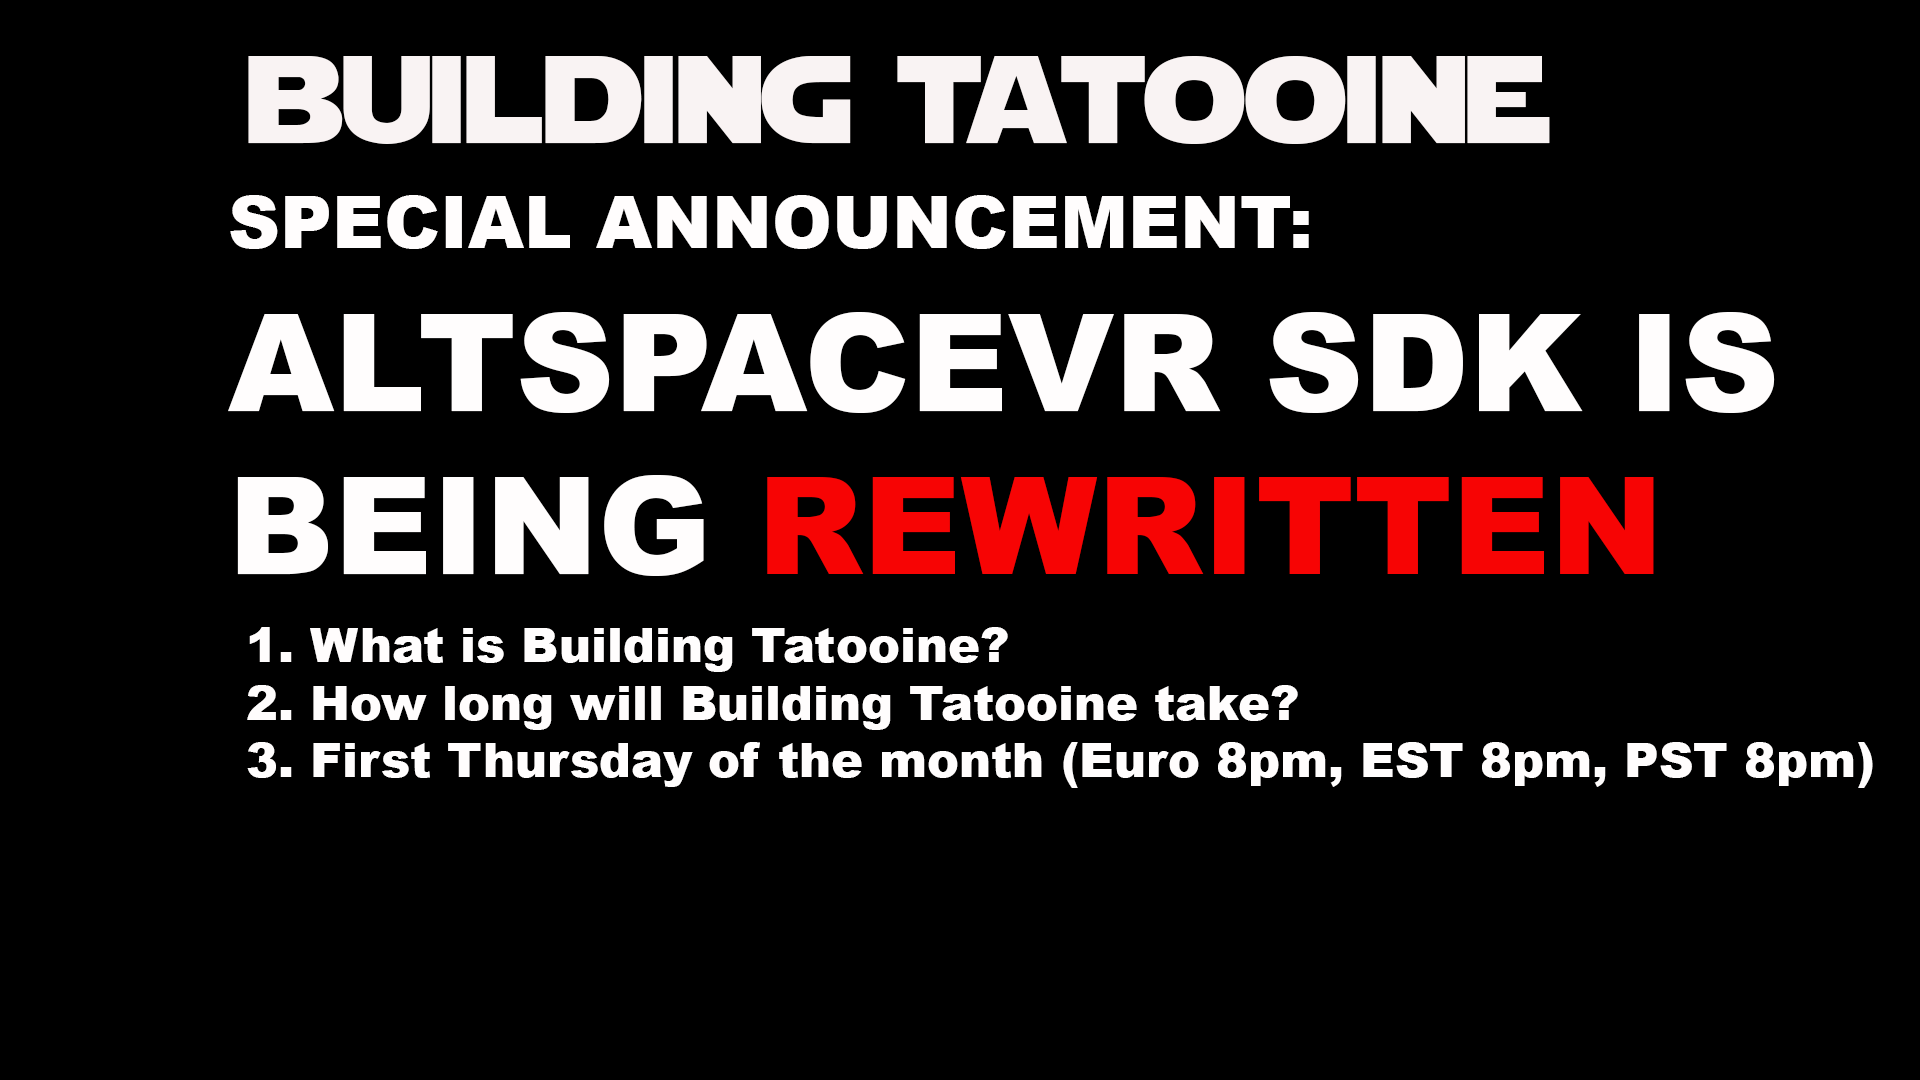 BUILDING TATOOINE
SPECIAL ANNOUNCEMENT:
ALTSPACEVR SDK IS
BEING REWRITTEN
1. What is Building Tatooine?
2. How long will Building Tatooine take?
3. First Thursday of the month (Euro 8pm, EST 8pm, PST 8pm)